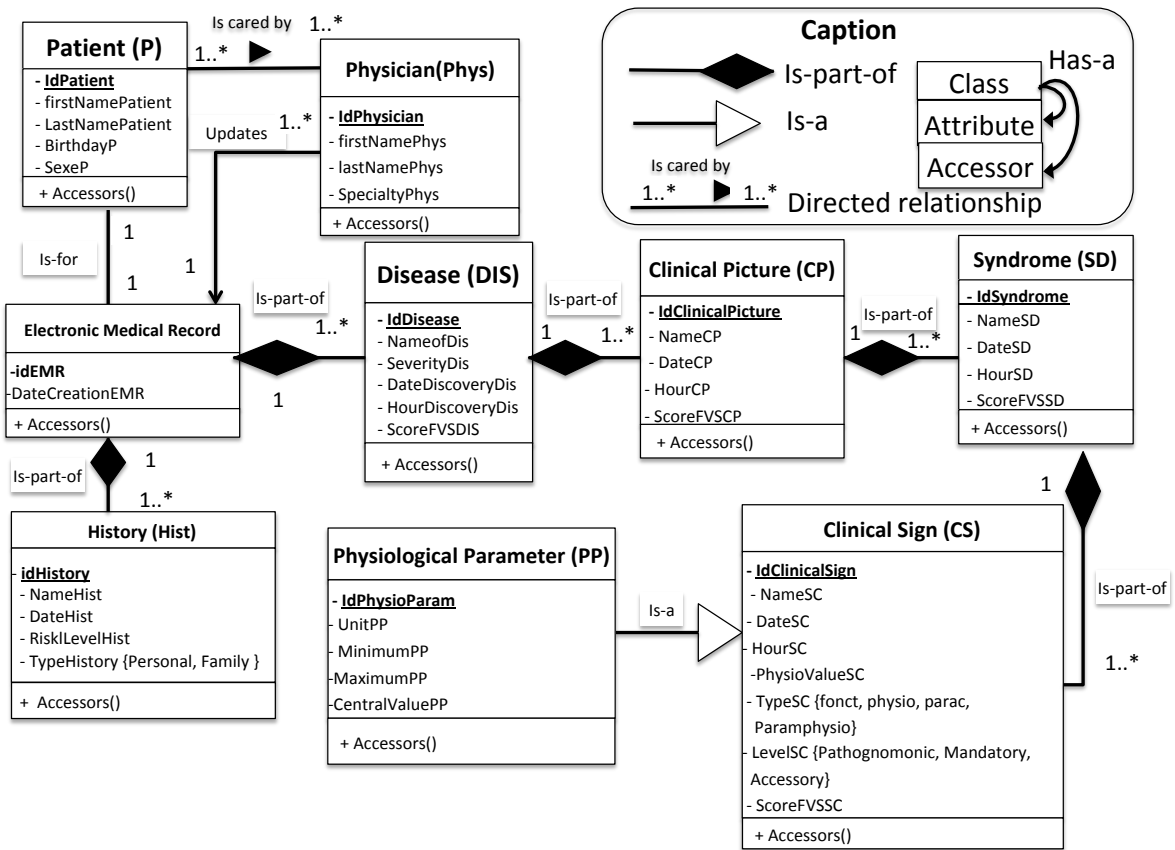 Patient (P)
- IdPatient
- firstNamePatient
- LastNamePatient
- BirthdayP
- SexeP
+ Accessors()
Is cared by
1..*
1..*
Physician(Phys)
- IdPhysician
- firstNamePhys
- lastNamePhys
- SpecialtyPhys
+ Accessors()
Updates
1..*
1
Caption
Is-part-of
Is-a
Is cared by
1..*
1..*
Directed relationship
Has-a
Class
Attribute
Accessor
1
Is-for
1
Electronic Medical Record
-idEMR
-DateCreationEMR
+ Accessors()
Is-part-of
1..*
1
Disease (DIS)
- IdDisease
- NameofDis
- SeverityDis
- DateDiscoveryDis
- HourDiscoveryDis
- ScoreFVSDIS
+ Accessors()
Is-part-of
1
1..*
Clinical Picture (CP)
- IdClinicalPicture
- NameCP
- DateCP
- HourCP
- ScoreFVSCP
+ Accessors()
Is-part-of
1
1..*
Syndrome (SD)
- IdSyndrome
- NameSD
- DateSD
- HourSD
- ScoreFVSSD
+ Accessors()
Is-part-of
1
1..*
History (Hist)
- idHistory
- NameHist
- DateHist
- RisklLevelHist
- TypeHistory {Personal, Family }
+ Accessors()
Physiological Parameter (PP)
- IdPhysioParam
- UnitPP
- MinimumPP
- MaximumPP
-CentralValuePP
+ Accessors()
Is-a
Clinical Sign (CS)
- IdClinicalSign
- NameSC
- DateSC
- HourSC
-PhysioValueSC
- TypeSC {fonct, physio, parac,
Paramphysio}
- LevelSC {Pathognomonic, Mandatory,
Accessory}
- ScoreFVSSC
+ Accessors()
1
Is-part-of
1..*